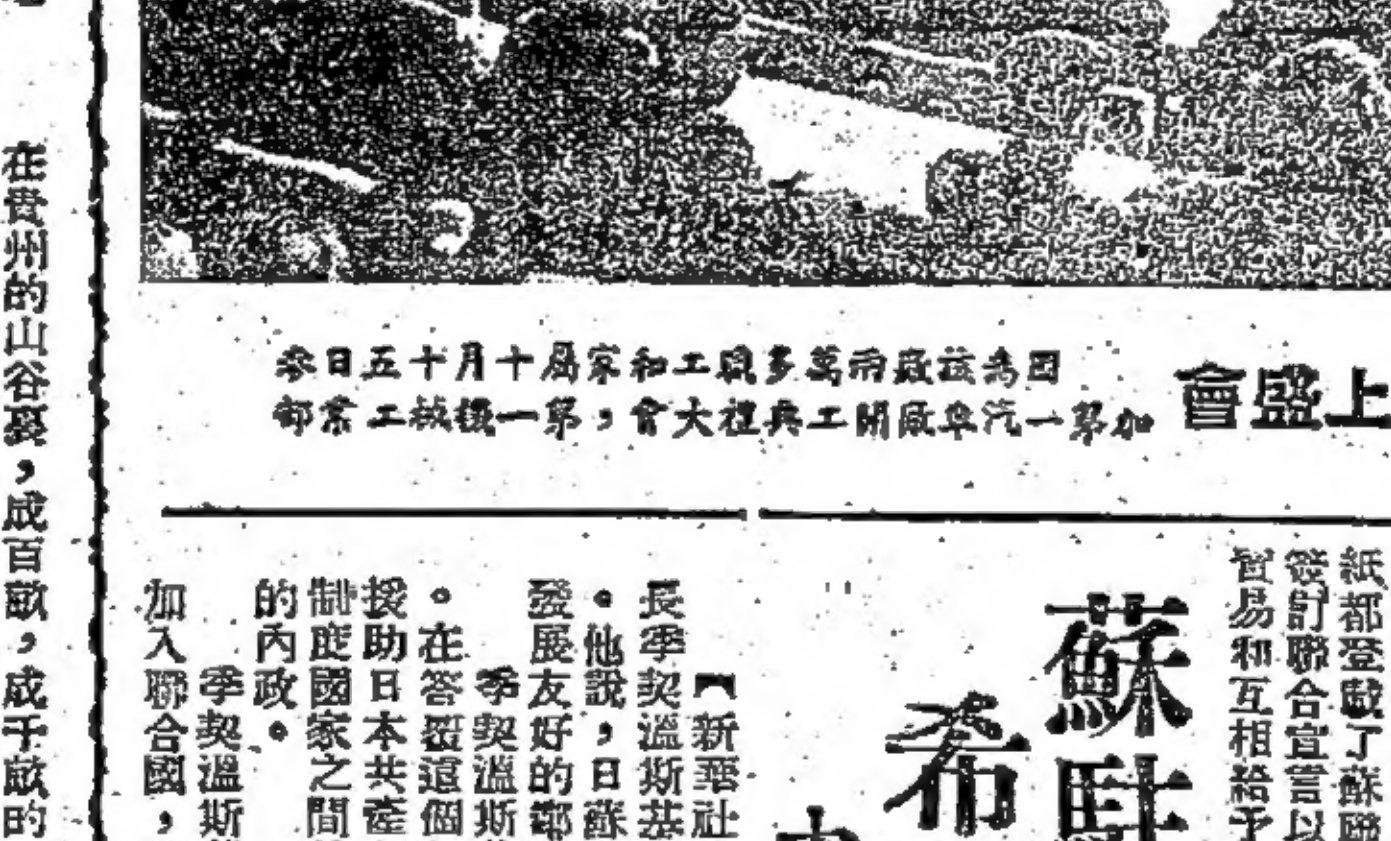 上盛會
為該廠兩萬多職工和家屬十月十五日參
加第一汽車廠開工典禮大會，第一機械工業部
紙都登載了蘇聯
簽訂聯合宣言以
貿易和互相給予
蘇駐
希
【新華社
長季契溫斯基
。他說，日蘇
發展友好的鄰
季契溫斯
。在答覆這個
援助日本共產
制度國家之間
的內政。
季契溫斯
加入聯合國，
在貴州的山谷裏，成百畝，成千畝的